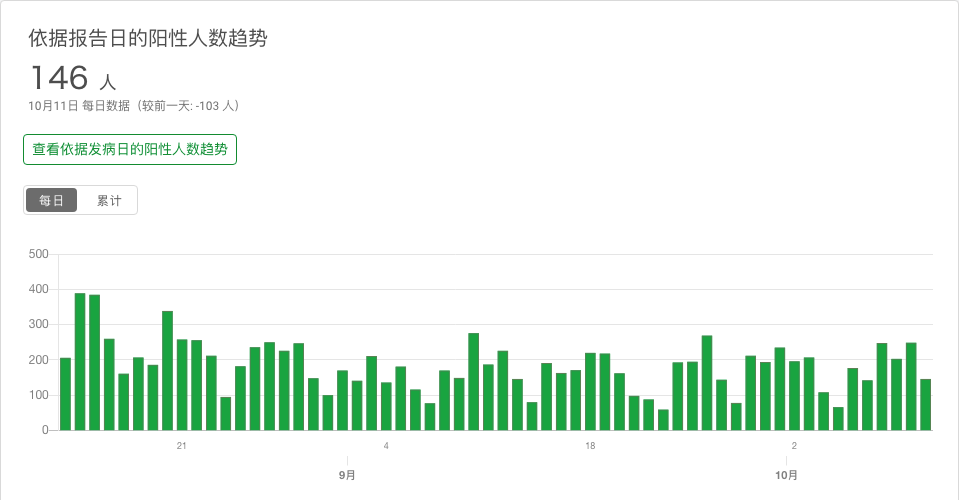 依据报告日的阳性人数趋势
146 人
10月11日 每日数据（较前一天: -103 人）
查看依据发病日的阳性人数趋势
每日 累计
500
400
300
200
100
0
21 4 18 2
9月 10月